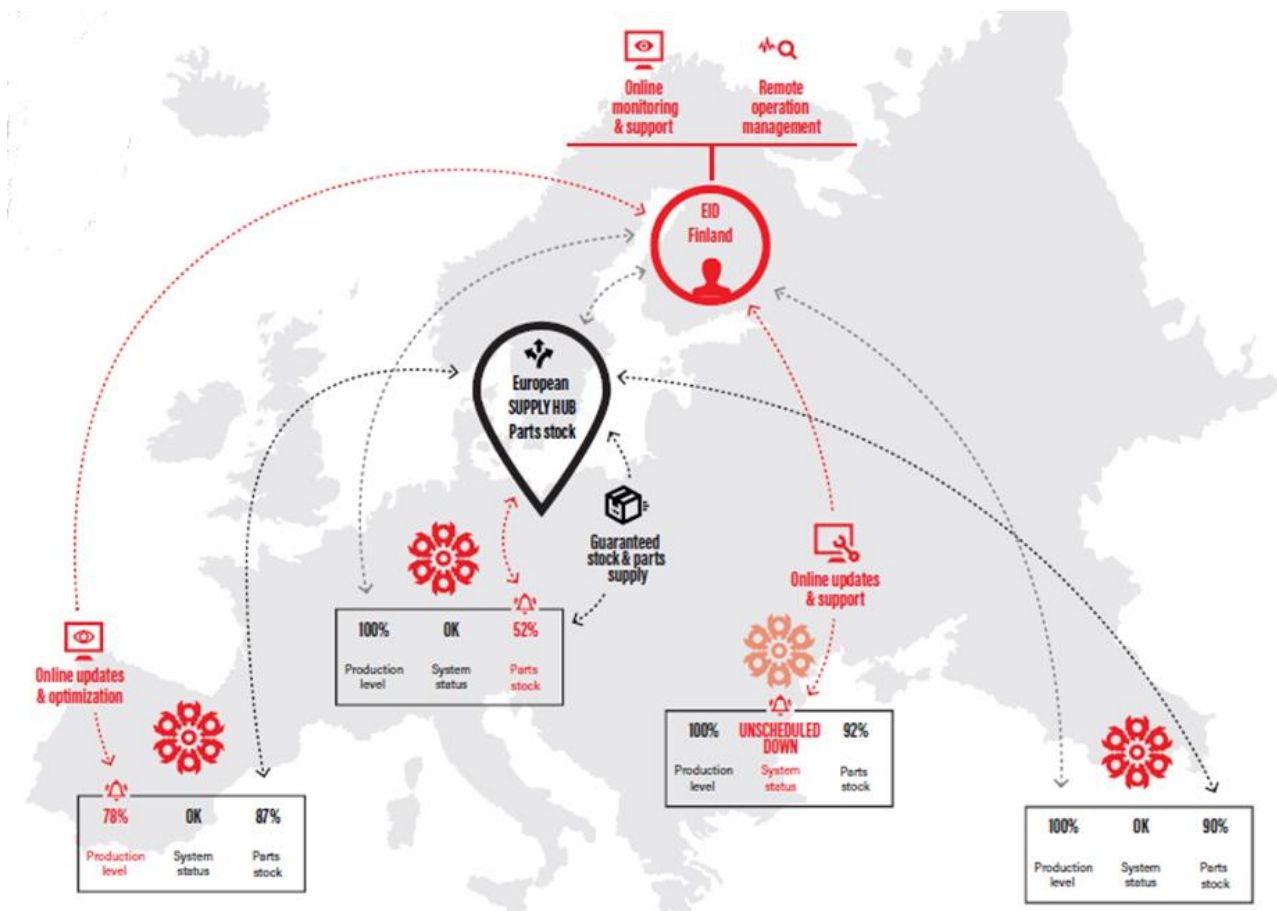 Online
monitoring
& support
Remote
operation
management
EID
Finland
European
SUPPLY HUB
Parts stock
Guaranteed
stock & parts
supply
Online updates
& support
Online updates
& optimization
100% OK 52%
Production level System status Parts stock
100% UNSCHEDULED DOWN 92%
Production level System status Parts stock
78% OK 87%
Production level System status Parts stock
100% OK 90%
Production level System status Parts stock